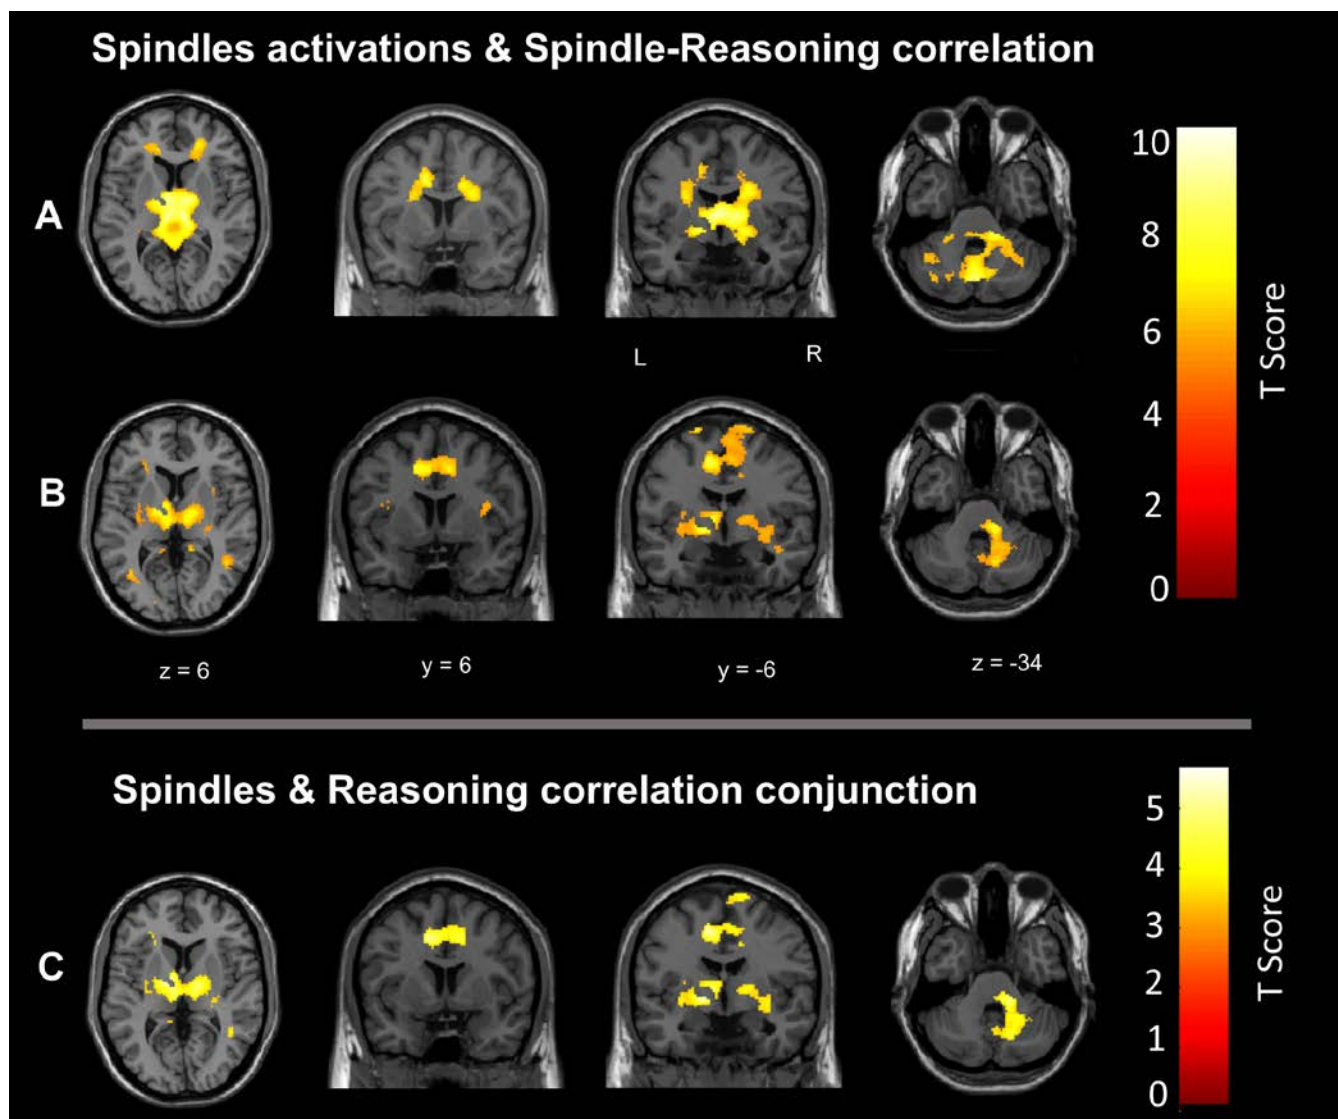 Spindles activations & Spindle-Reasoning correlation
A
10
8
6
4
2
0
T Score
L R
B
z = 6 y = 6 y = -6 z = -34
Spindles & Reasoning correlation conjunction
C
5
4
3
2
1
0
T Score